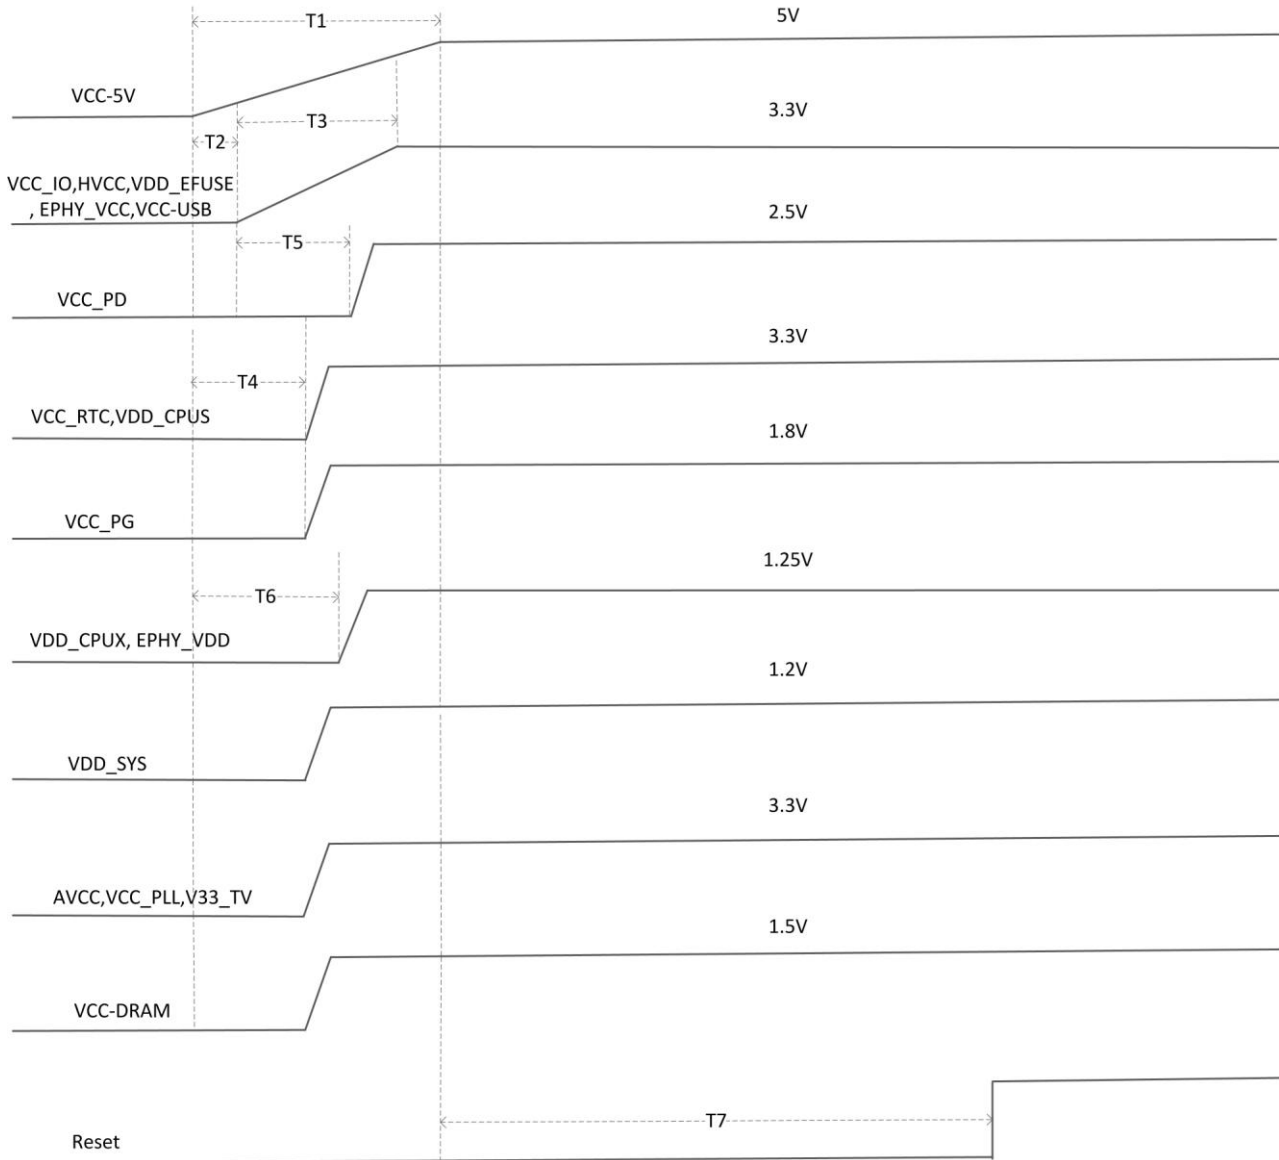 T1
5V
VCC-5V
T3
3.3V
T2
VCC_IO,HVCC,VDD_EFUSE
, EPHY_VCC,VCC-USB
2.5V
T5
VCC_PD
3.3V
T4
VCC_RTC,VDD_CPUS
1.8V
VCC_PG
1.25V
T6
VDD_CPUX, EPHY_VDD
1.2V
VDD_SYS
3.3V
AVCC,VCC_PLL,V33_TV
1.5V
VCC-DRAM
T7
Reset